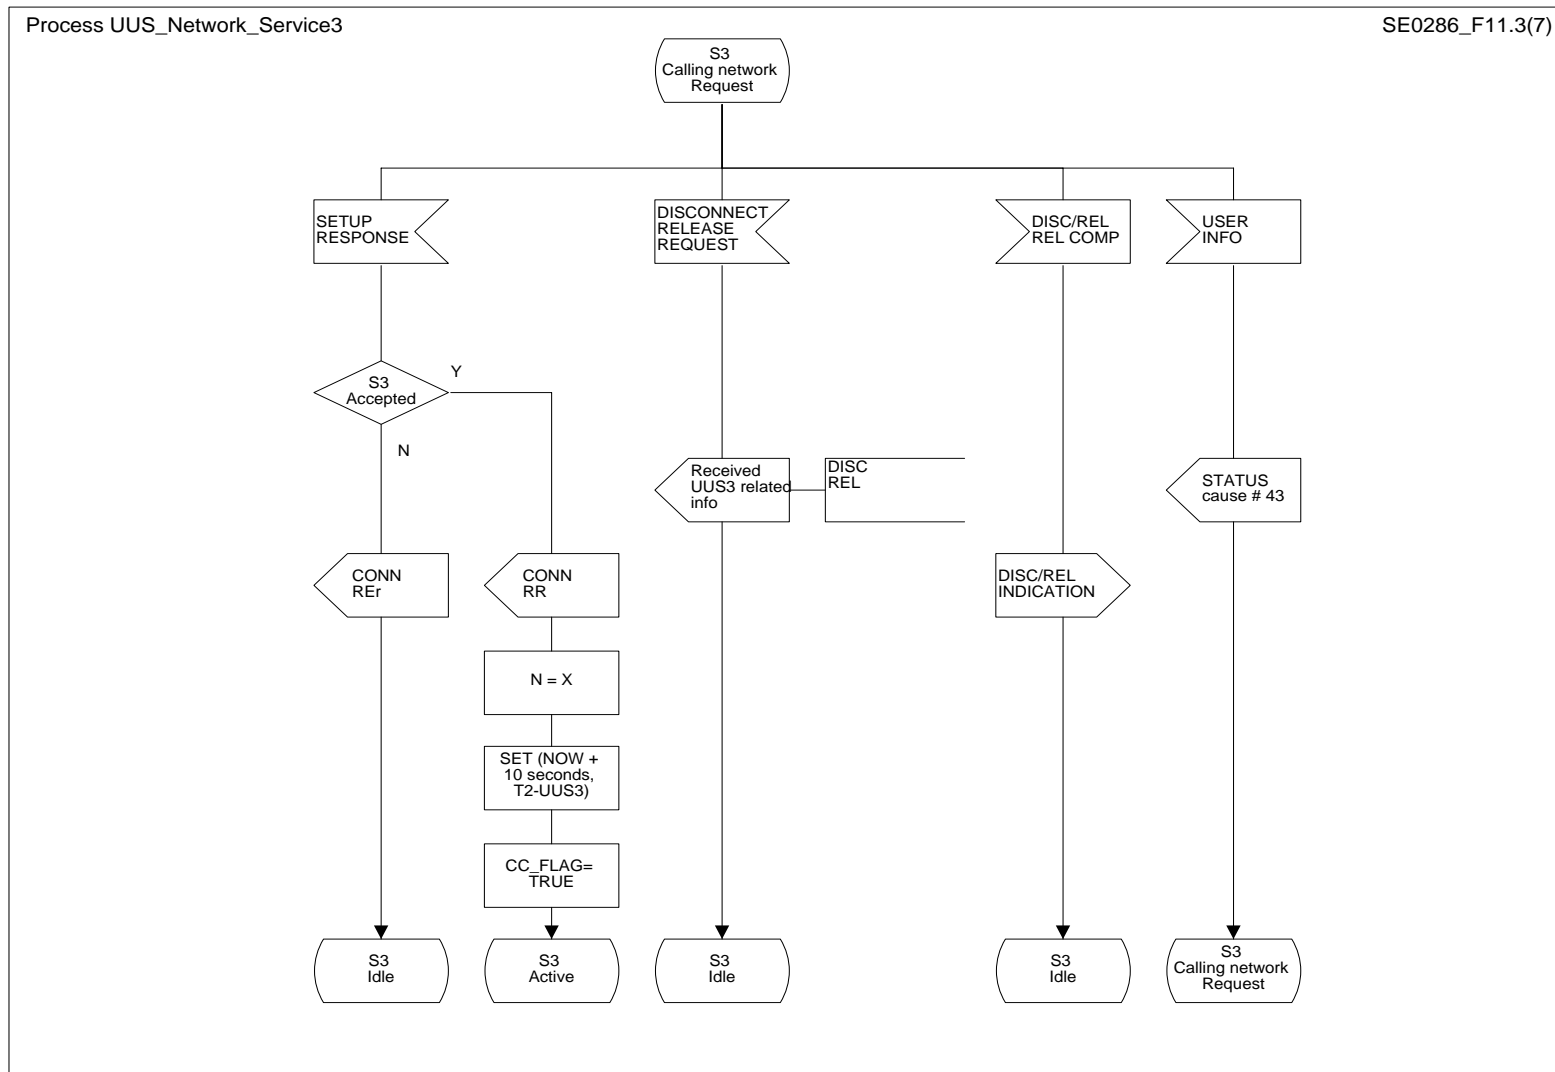 Process UUS_Network_Service3
SE0286_F11.3(7)
S3
Calling network
Request
SETUP
RESPONSE
DISCONNECT
RELEASE
REQUEST
DISC/REL
REL COMP
USER
INFO
S3
Accepted
Y
N
Received
UUS3 related
info
DISC
REL
STATUS
cause # 43
CONN
REr
CONN
RR
DISC/REL
INDICATION
N = X
SET (NOW +
10 seconds,
T2-UUS3)
CC_FLAG=
TRUE
S3
Idle
S3
Active
S3
Idle
S3
Idle
S3
Calling network
Request